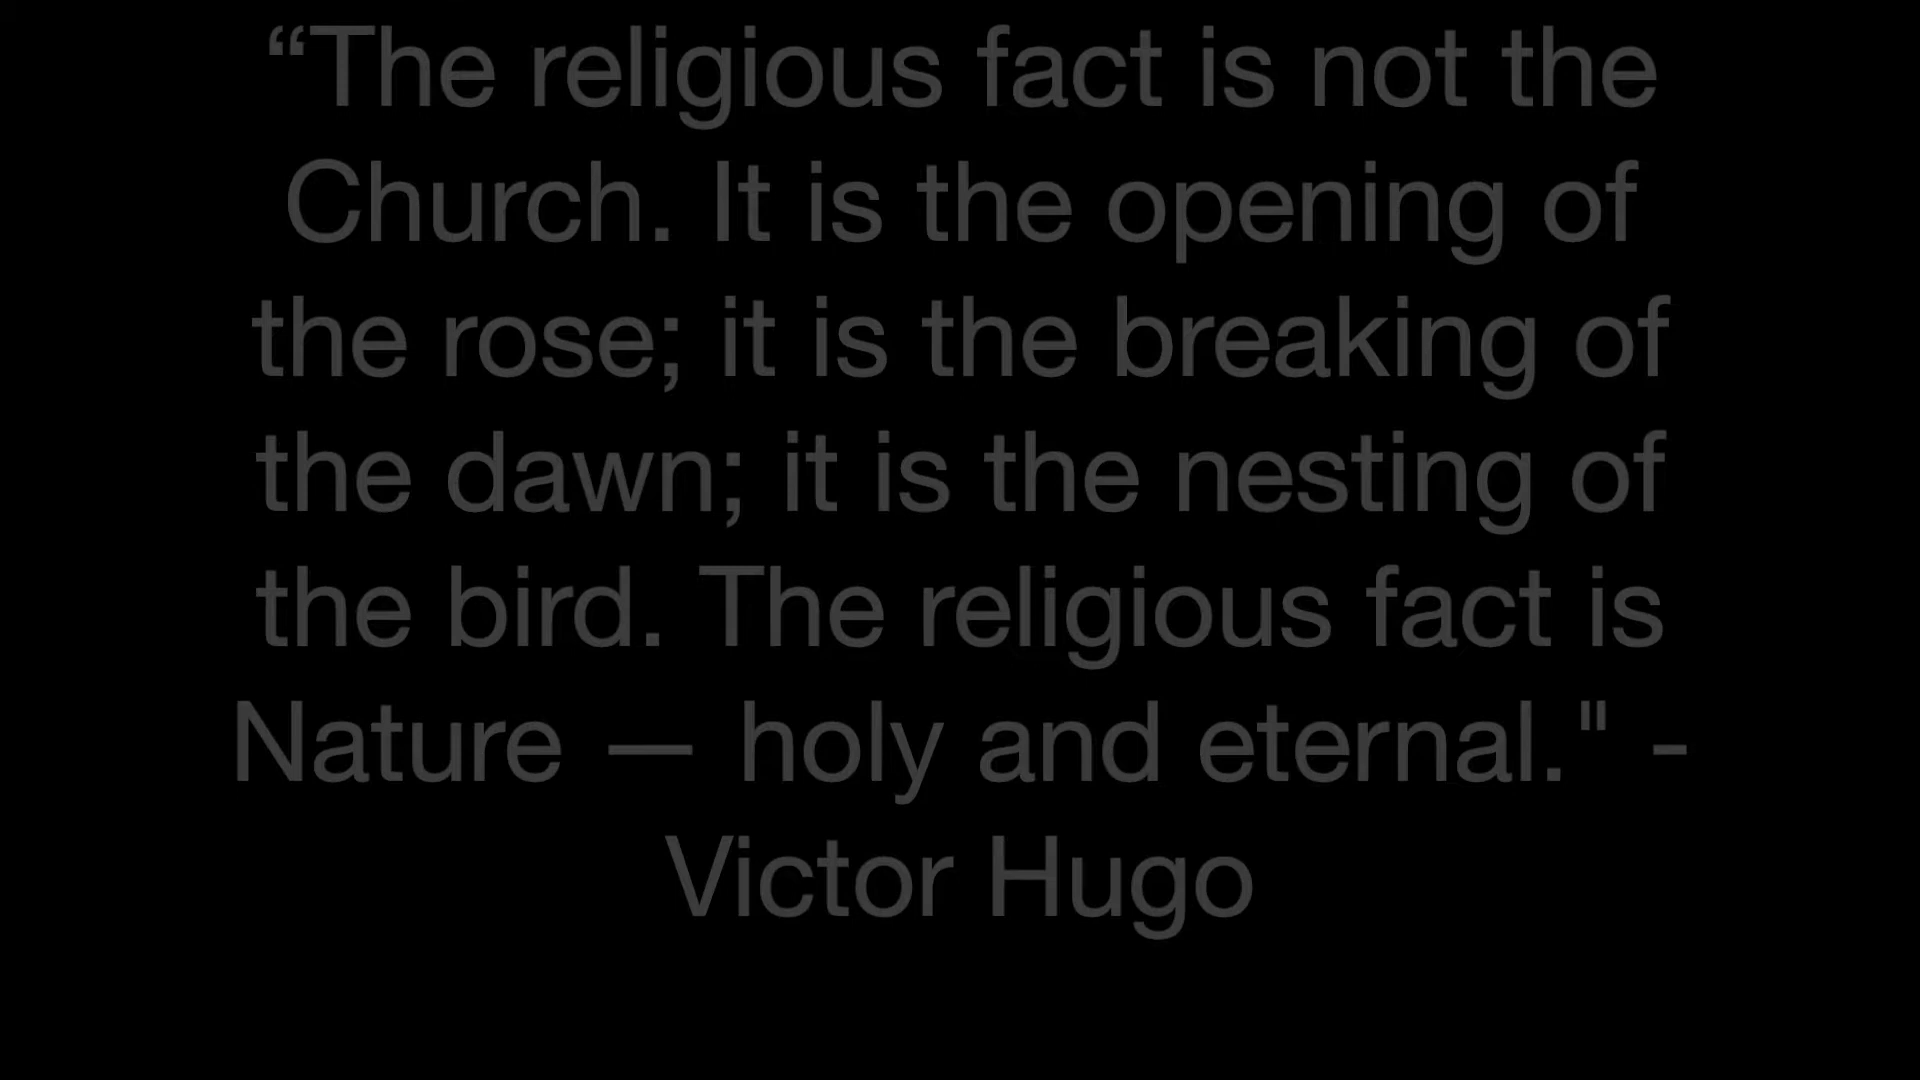 “The religious fact is not the
Church. It is the opening of
the rose; it is the breaking of
the dawn; it is the nesting of
the bird. The religious fact is
Nature — holy and eternal." -
Victor Hugo